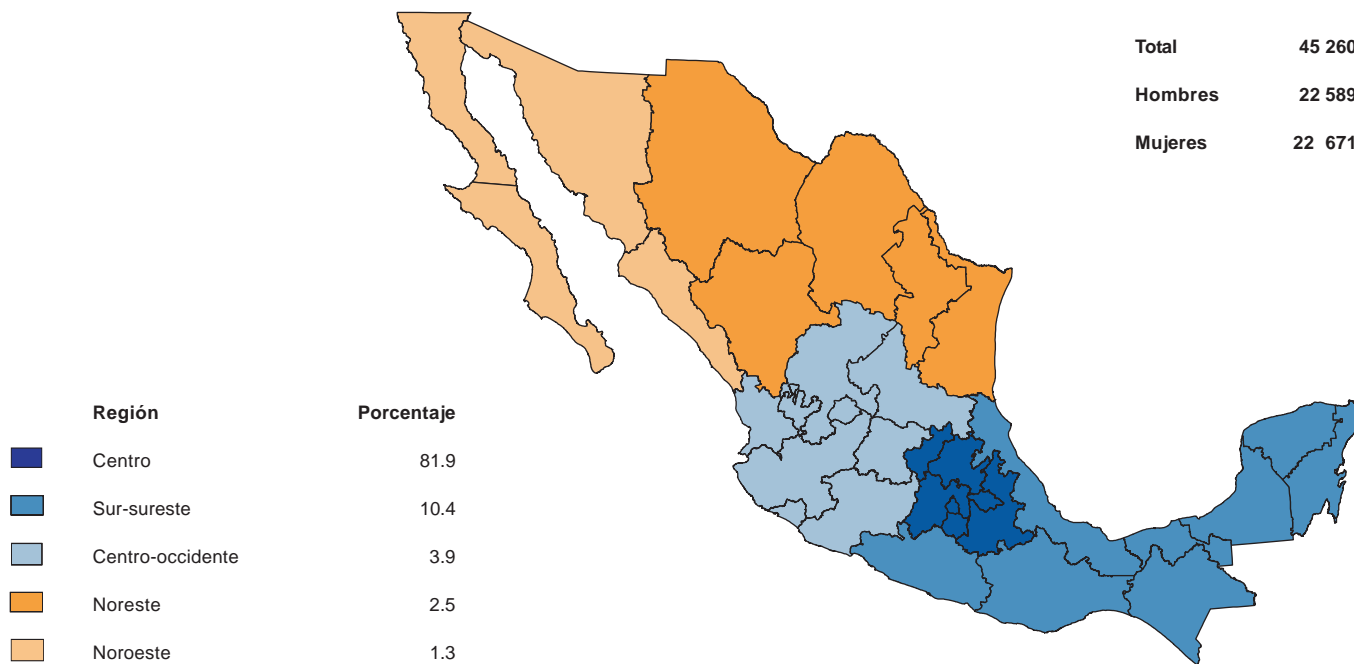 Total 45 260
Hombres 22 589
Mujeres 22 671
Región Porcentaje
Centro 81.9
Sur-sureste 10.4
Centro-occidente 3.9
Noreste 2.5
Noroeste 1.3